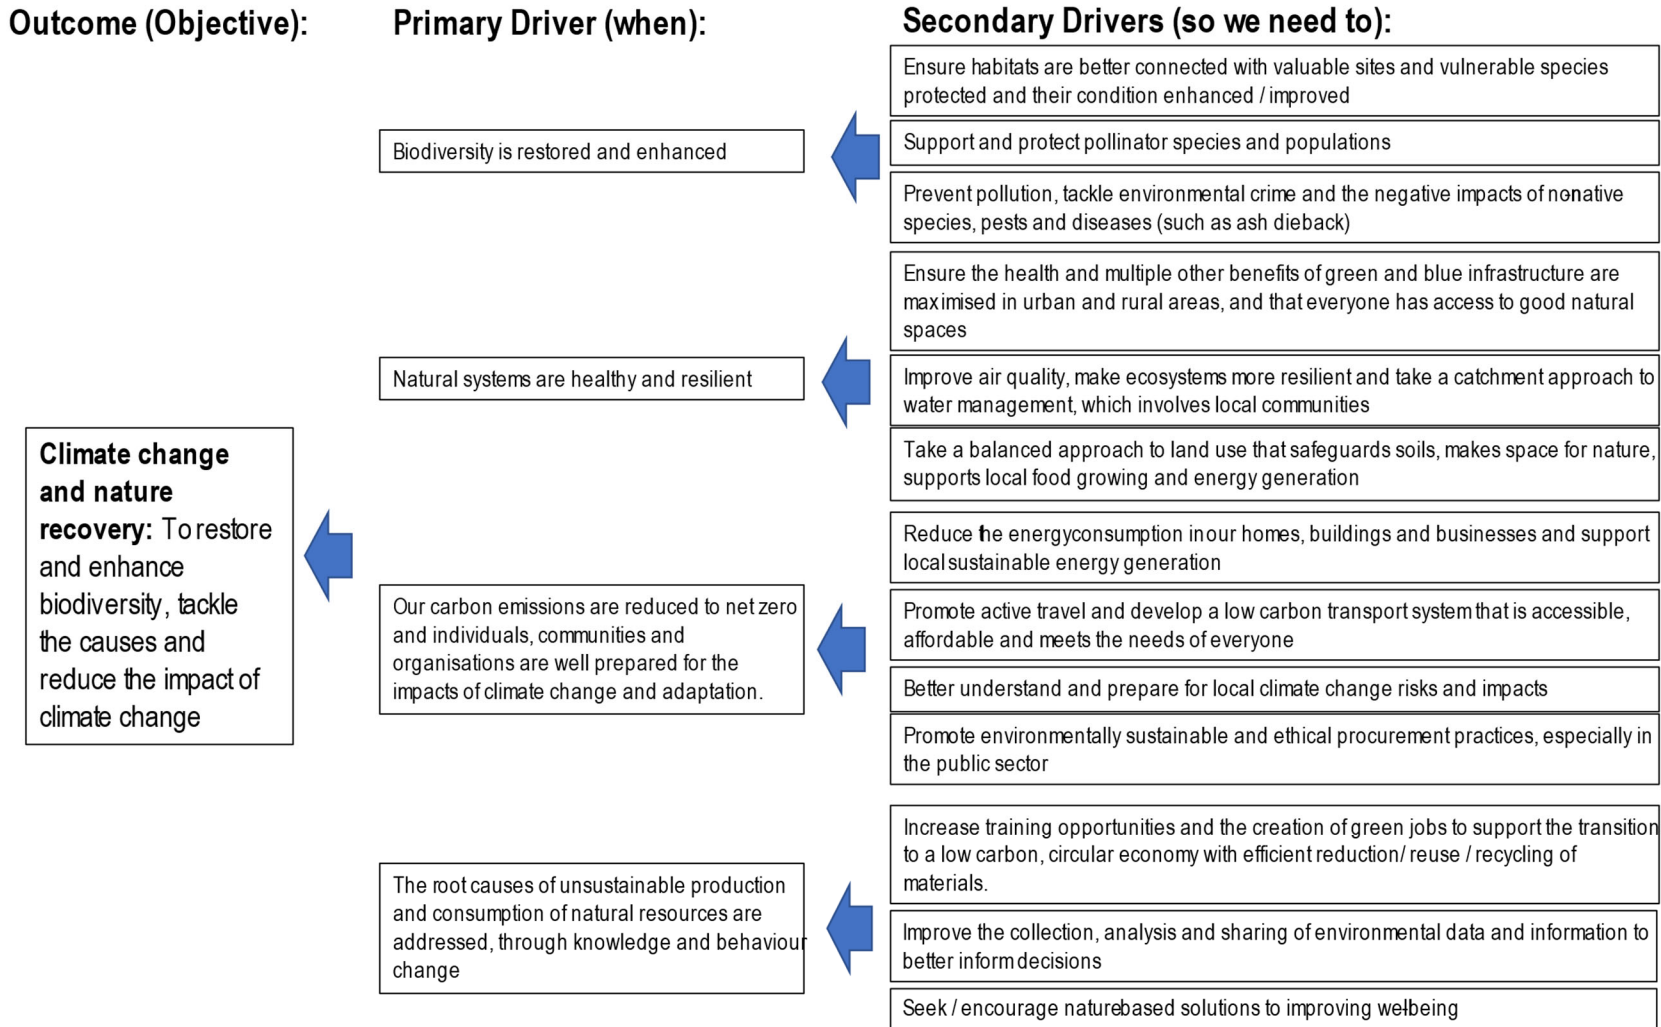 Outcome (Objective):
Primary Driver (when):
Secondary Drivers (so we need to):
Climate change
and nature
recovery: To restore
and enhance
biodiversity, tackle
the causes and
reduce the impact of
climate change
Biodiversity is restored and enhanced
Ensure habitats are better connected with valuable sites and vulnerable species
protected and their condition enhanced / improved
Support and protect pollinator species and populations
Prevent pollution, tackle environmental crime and the negative impacts of no-native
species, pests and diseases (such as ash dieback)
Natural systems are healthy and resilient
Ensure the health and multiple other benefits of green and blue infrastructure are
maximised in urban and rural areas, and that everyone has access to good natural
spaces
Improve air quality, make ecosystems more resilient and take a catchment approach to
water management, which involves local communities
Take a balanced approach to land use that safeguards soils, makes space for nature,
supports local food growing and energy generation
Our carbon emissions are reduced to net zero
and individuals, communities and
organisations are well prepared for the
impacts of climate change and adaptation.
Reduce the energyconsumption inour homes, buildings and businesses and support
local sustainable energy generation
Promote active travel and develop a low carbon transport system that is accessible,
affordable and meets the needs of everyone
Better understand and prepare for local climate change risks and impacts
Promote environmentally sustainable and ethical procurement practices, especially in
the public sector
The root causes of unsustainable production
and consumption of natural resources are
addressed, through knowledge and behaviour
change
Increase training opportunities and the creation of green jobs to support the transition
to a low carbon, circular economy with efficient reduction/ reuse / recycling of
materials.
Improve the collection, analysis and sharing of environmental data and information to
better inform decisions
Seek / encourage naturebased solutions to improving wel-being